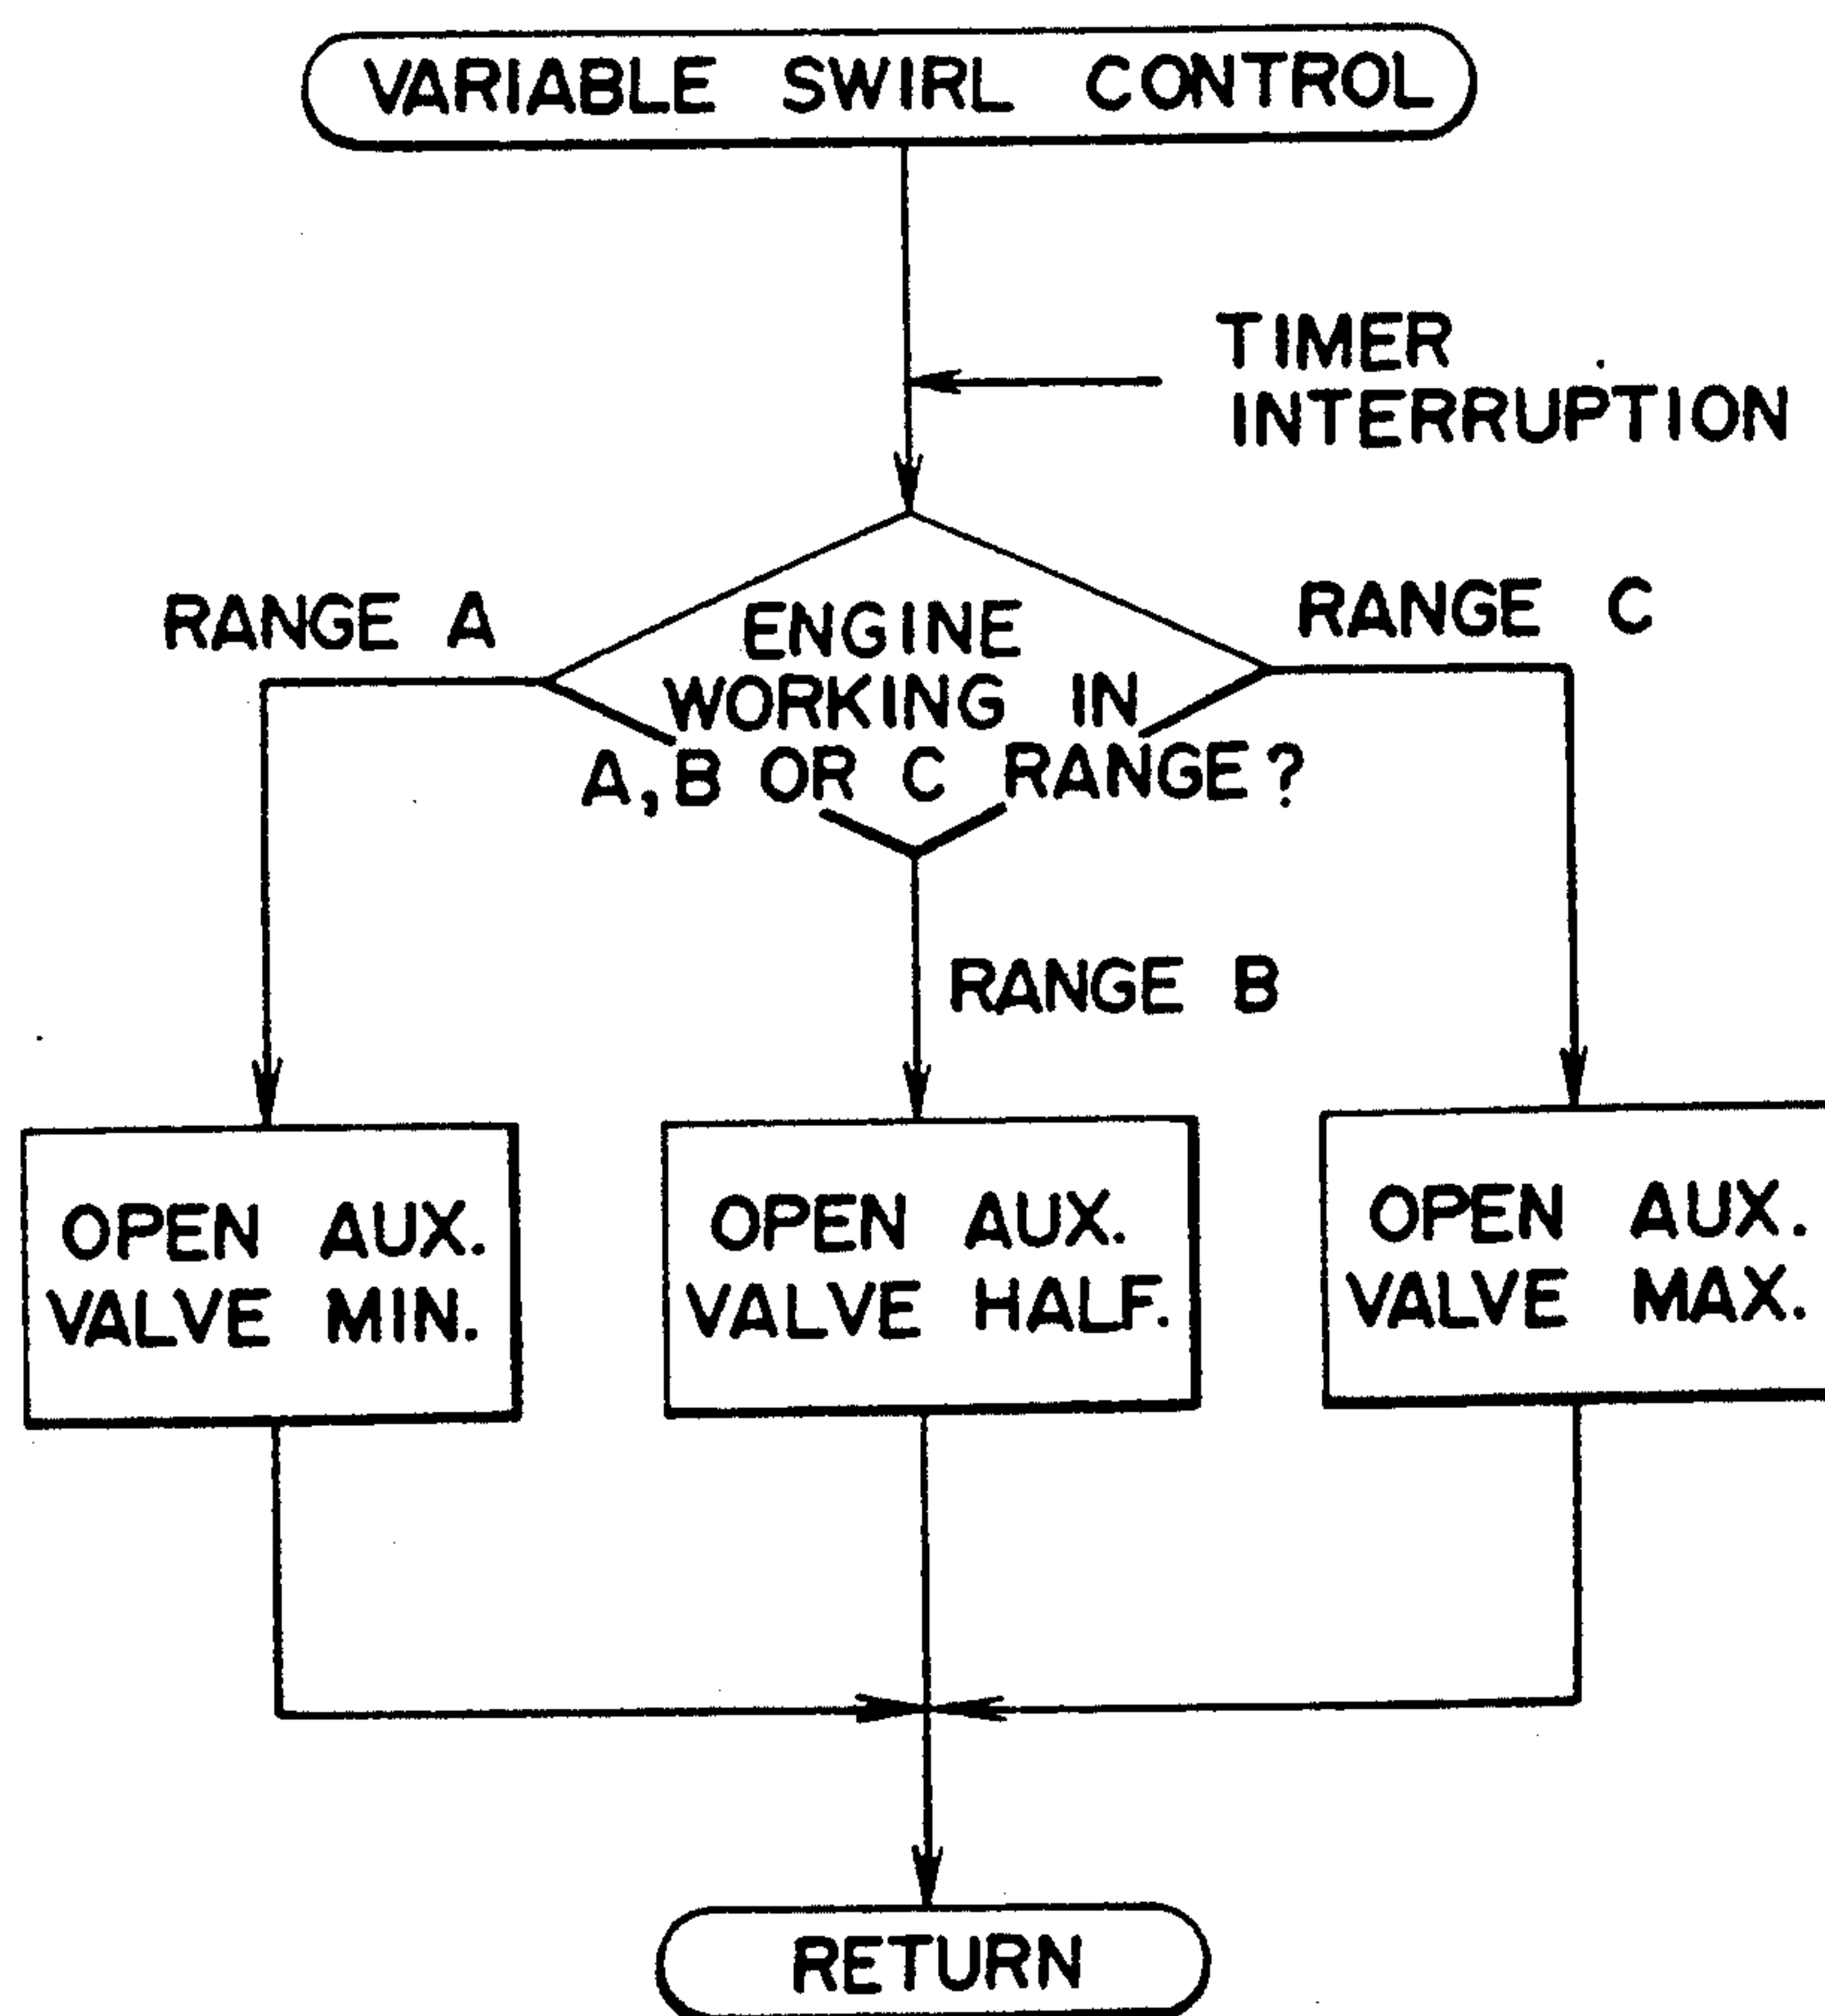 VARIABLE SWIRL CONTROL
TIMER
INTERRUPTION
RANGE A
ENGINE
WORKING IN
A, B OR C RANGE?
RANGE C
RANGE B
OPEN AUX.
VALVE MIN.
OPEN AUX.
VALVE HALF.
OPEN AUX.
VALVE MAX.
RETURN